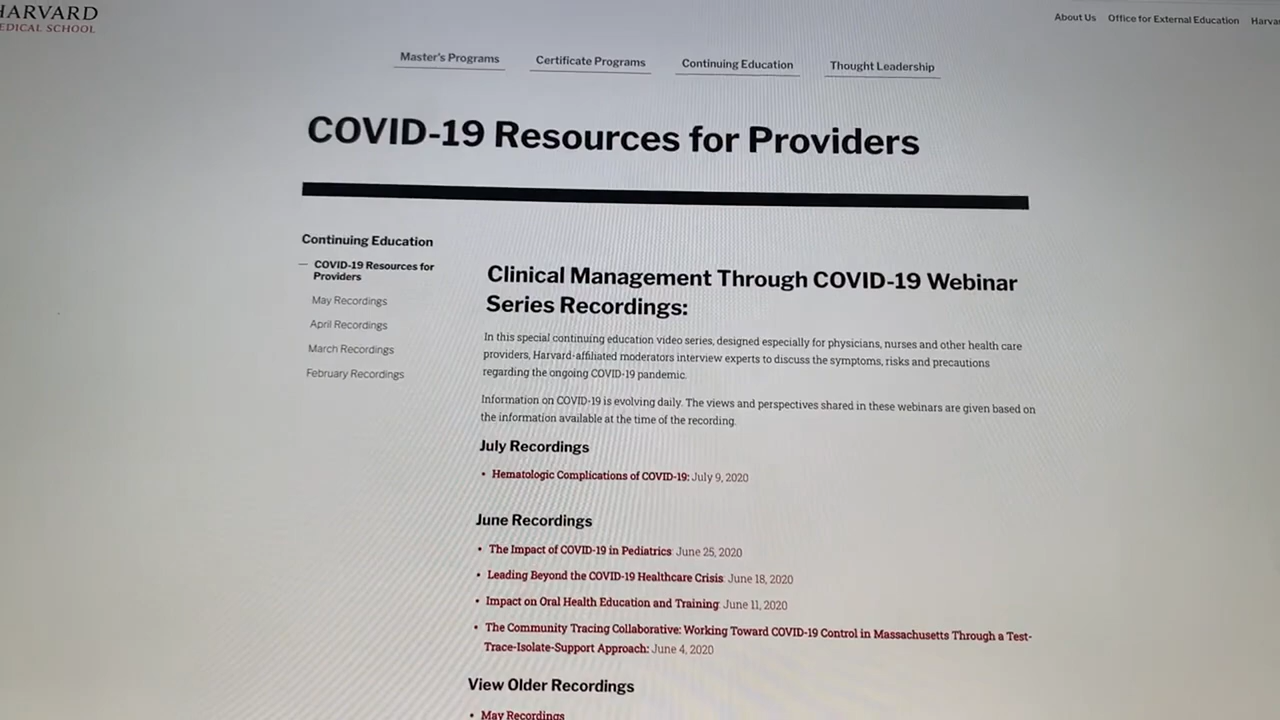 HARVARD
MEDICAL SCHOOL
About Us Office for External Education
Master's Programs Certificate Programs Continuing Education Thought Leadership
COVID-19 Resources for Providers
Continuing Education
COVID-19 Resources for
Providers
May Recordings
April Recordings
March Recordings
February Recordings
Clinical Management Through COVID-19 Webinar
Series Recordings:
In this special continuing education video series, designed especially for physicians, nurses and other health care
providers, Harvard-affiliated moderators interview experts to discuss the symptoms, risks and precautions
regarding the ongoing COVID-19 pandemic.
Information on COVID-19 is evolving daily. The views and perspectives shared in these webinars are given based on
the information available at the time of the recording.
July Recordings
• Hematologic Complications of COVID-19: July 9, 2020
June Recordings
• The Impact of COVID-19 in Pediatrics: June 25, 2020
• Leading Beyond the COVID-19 Healthcare Crisis: June 18, 2020
• Impact on Oral Health Education and Training: June 11, 2020
• The Community Tracing Collaborative: Working Toward COVID-19 Control in Massachusetts Through a Test-
Trace-Isolate-Support Approach: June 4, 2020
View Older Recordings
• May Recordings